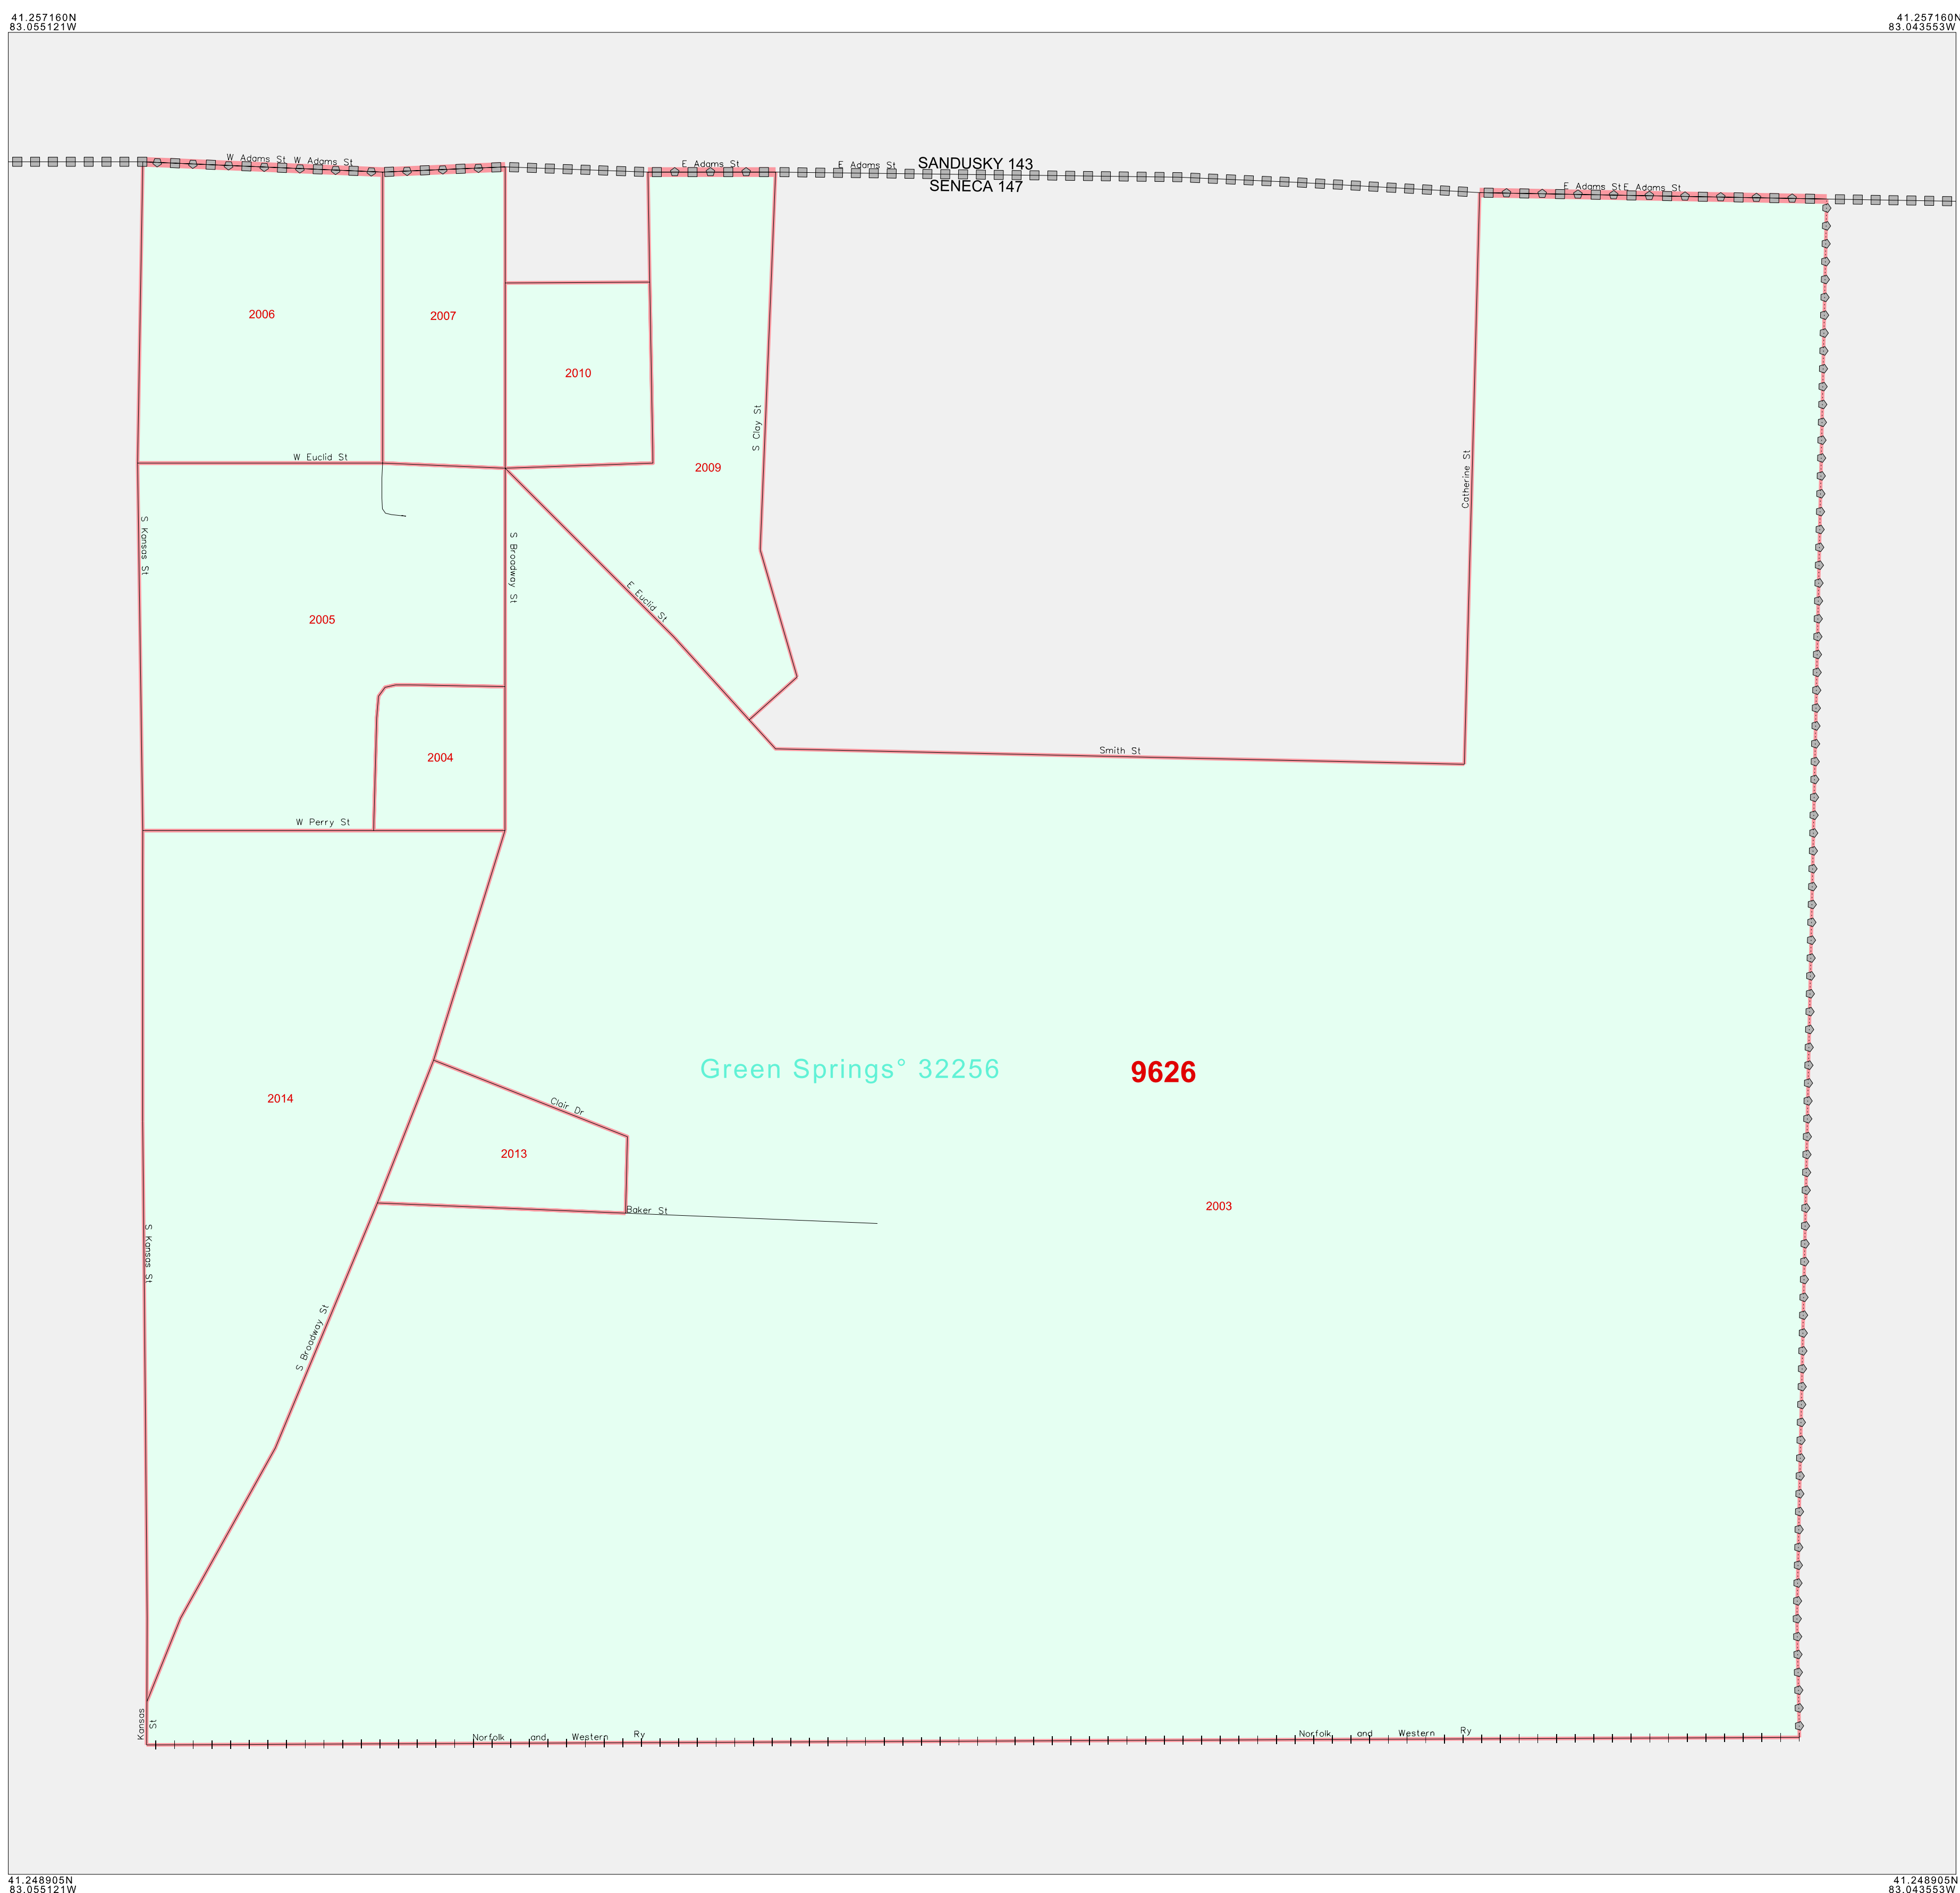 41.257160N
83.055121W
41.257160N
83.043553W
W Adams St W Adams St
E Adams St
E Adams St
SANDUSKY 143
SENECA 147
E Adams St E Adams St
2006
2007
2010
S Clay St
W Euclid St
2009
Catherine St
S Kansas St
S Broadway St
E Euclid St
2005
2004
Smith St
W Perry St
Green Springs° 32256
9626
2014
Clair Dr
2013
2003
Baker St
S Kansas St
S Broadway St
Kansas St
Norfolk and Western Ry
Norfolk and Western Ry
41.248905N
83.055121W
41.248905N
83.043553W